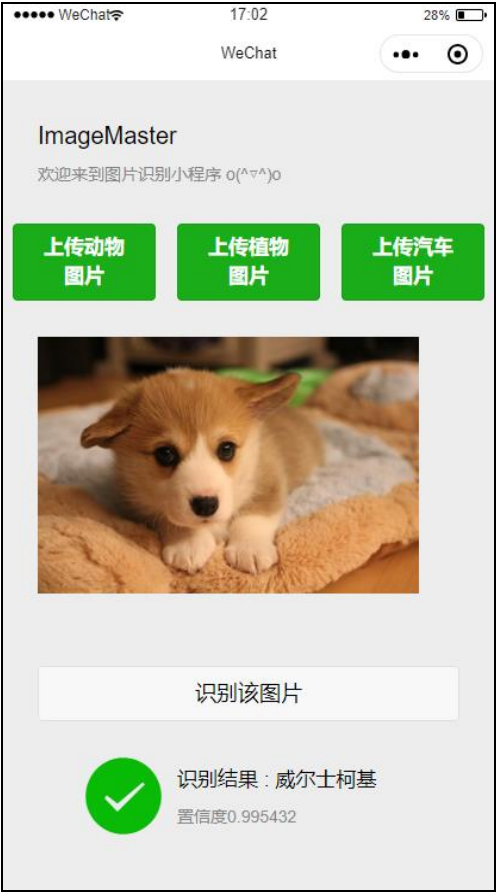 ●●●●● WeChat 17:02 28%
WeChat
ImageMaster
欢迎来到图片识别小程序 o(^▽^)o
上传动物 上传植物 上传汽车
图片 图片 图片
识别该图片
识别结果 : 威尔士柯基
置信度0.995432